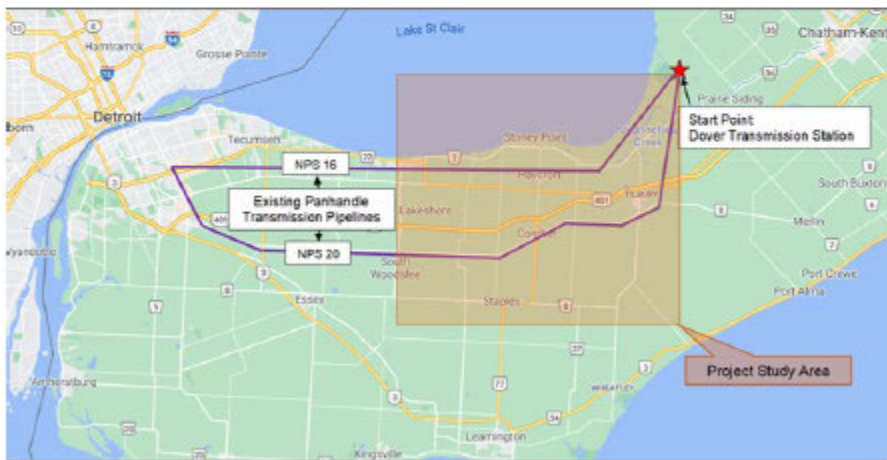 Lake St Clair
Chatham-Kent
Hamtramck
Grosse Pointe
Detroit
Tecumseh
Prairie Siding
Start Point
Dover Transmission Station
Stoney Point
NPS 16
Existing Panhandle
Transmission Pipelines
Lakeshore
NPS 20
South
Woodslee
Comber
Tilbury
South Buxton
Merlin
Port Crewe
Port Alma
Essex
Staples
Project Study Area
WHEATLEY
Amherstburg
Leamington
Kingsville
401
77